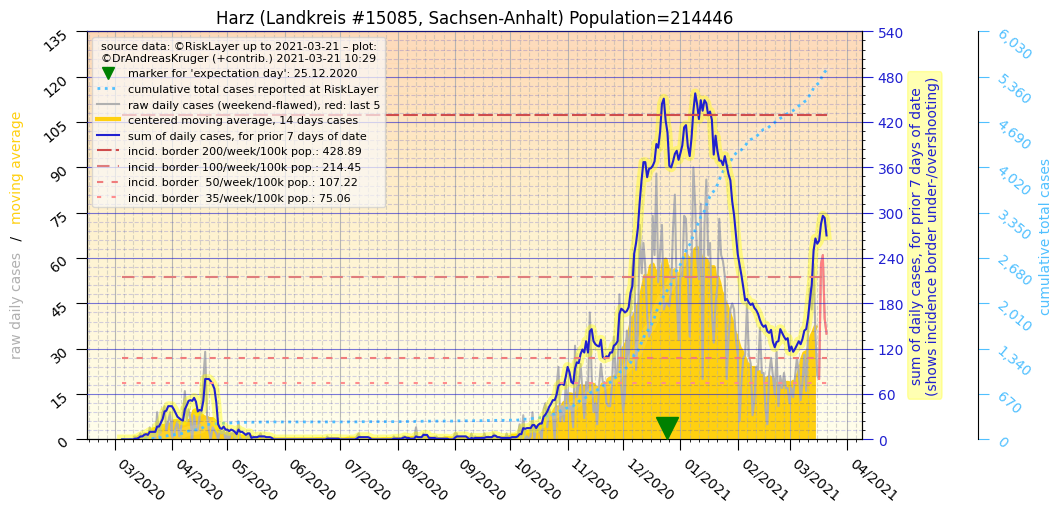 Harz (Landkreis #15085, Sachsen-Anhalt) Population=214446
source data: ©RiskLayer up to 2021-03-21 – plot:
©DrAndreasKruger (+contrib.) 2021-03-21 10:29
marker for 'expectation day': 25.12.2020
cumulative total cases reported at RiskLayer
raw daily cases (weekend-flawed), red: last 5
centered moving average, 14 days cases
sum of daily cases, for prior 7 days of date
incid. border 200/week/100k pop.: 428.89
incid. border 100/week/100k pop.: 214.45
incid. border  50/week/100k pop.: 107.22
incid. border  35/week/100k pop.: 75.06
raw daily cases  /  moving average
135
120
105
90
75
60
45
30
15
0
03/2020
04/2020
05/2020
06/2020
07/2020
08/2020
09/2020
10/2020
11/2020
12/2020
01/2021
02/2021
03/2021
04/2021
540
480
420
360
300
240
180
120
60
0
sum of daily cases, for prior 7 days of date
(shows incidence border under-/overshooting)
6,030
5,360
4,690
4,020
3,350
2,680
2,010
1,340
670
0
cumulative total cases